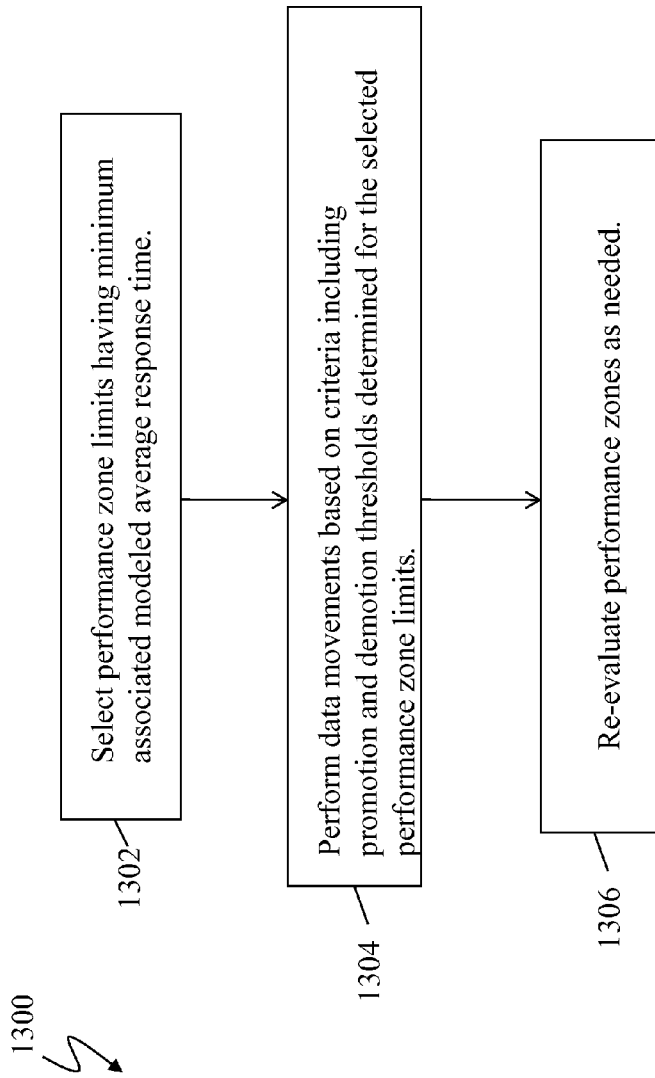 1300
1302
Select performance zone limits having minimum
associated modeled average response time.
1304
Perform data movements based on criteria including
promotion and demotion thresholds determined for the selected
performance zone limits.
1306
Re-evaluate performance zones as needed.